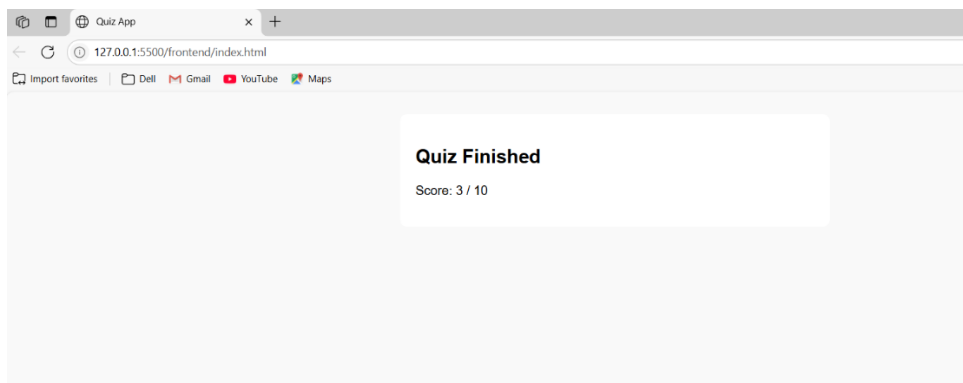 Quiz App
127.0.0.1:5500/frontend/index.html
Import favorites Dell Gmail YouTube Maps
Quiz Finished
Score: 3 / 10